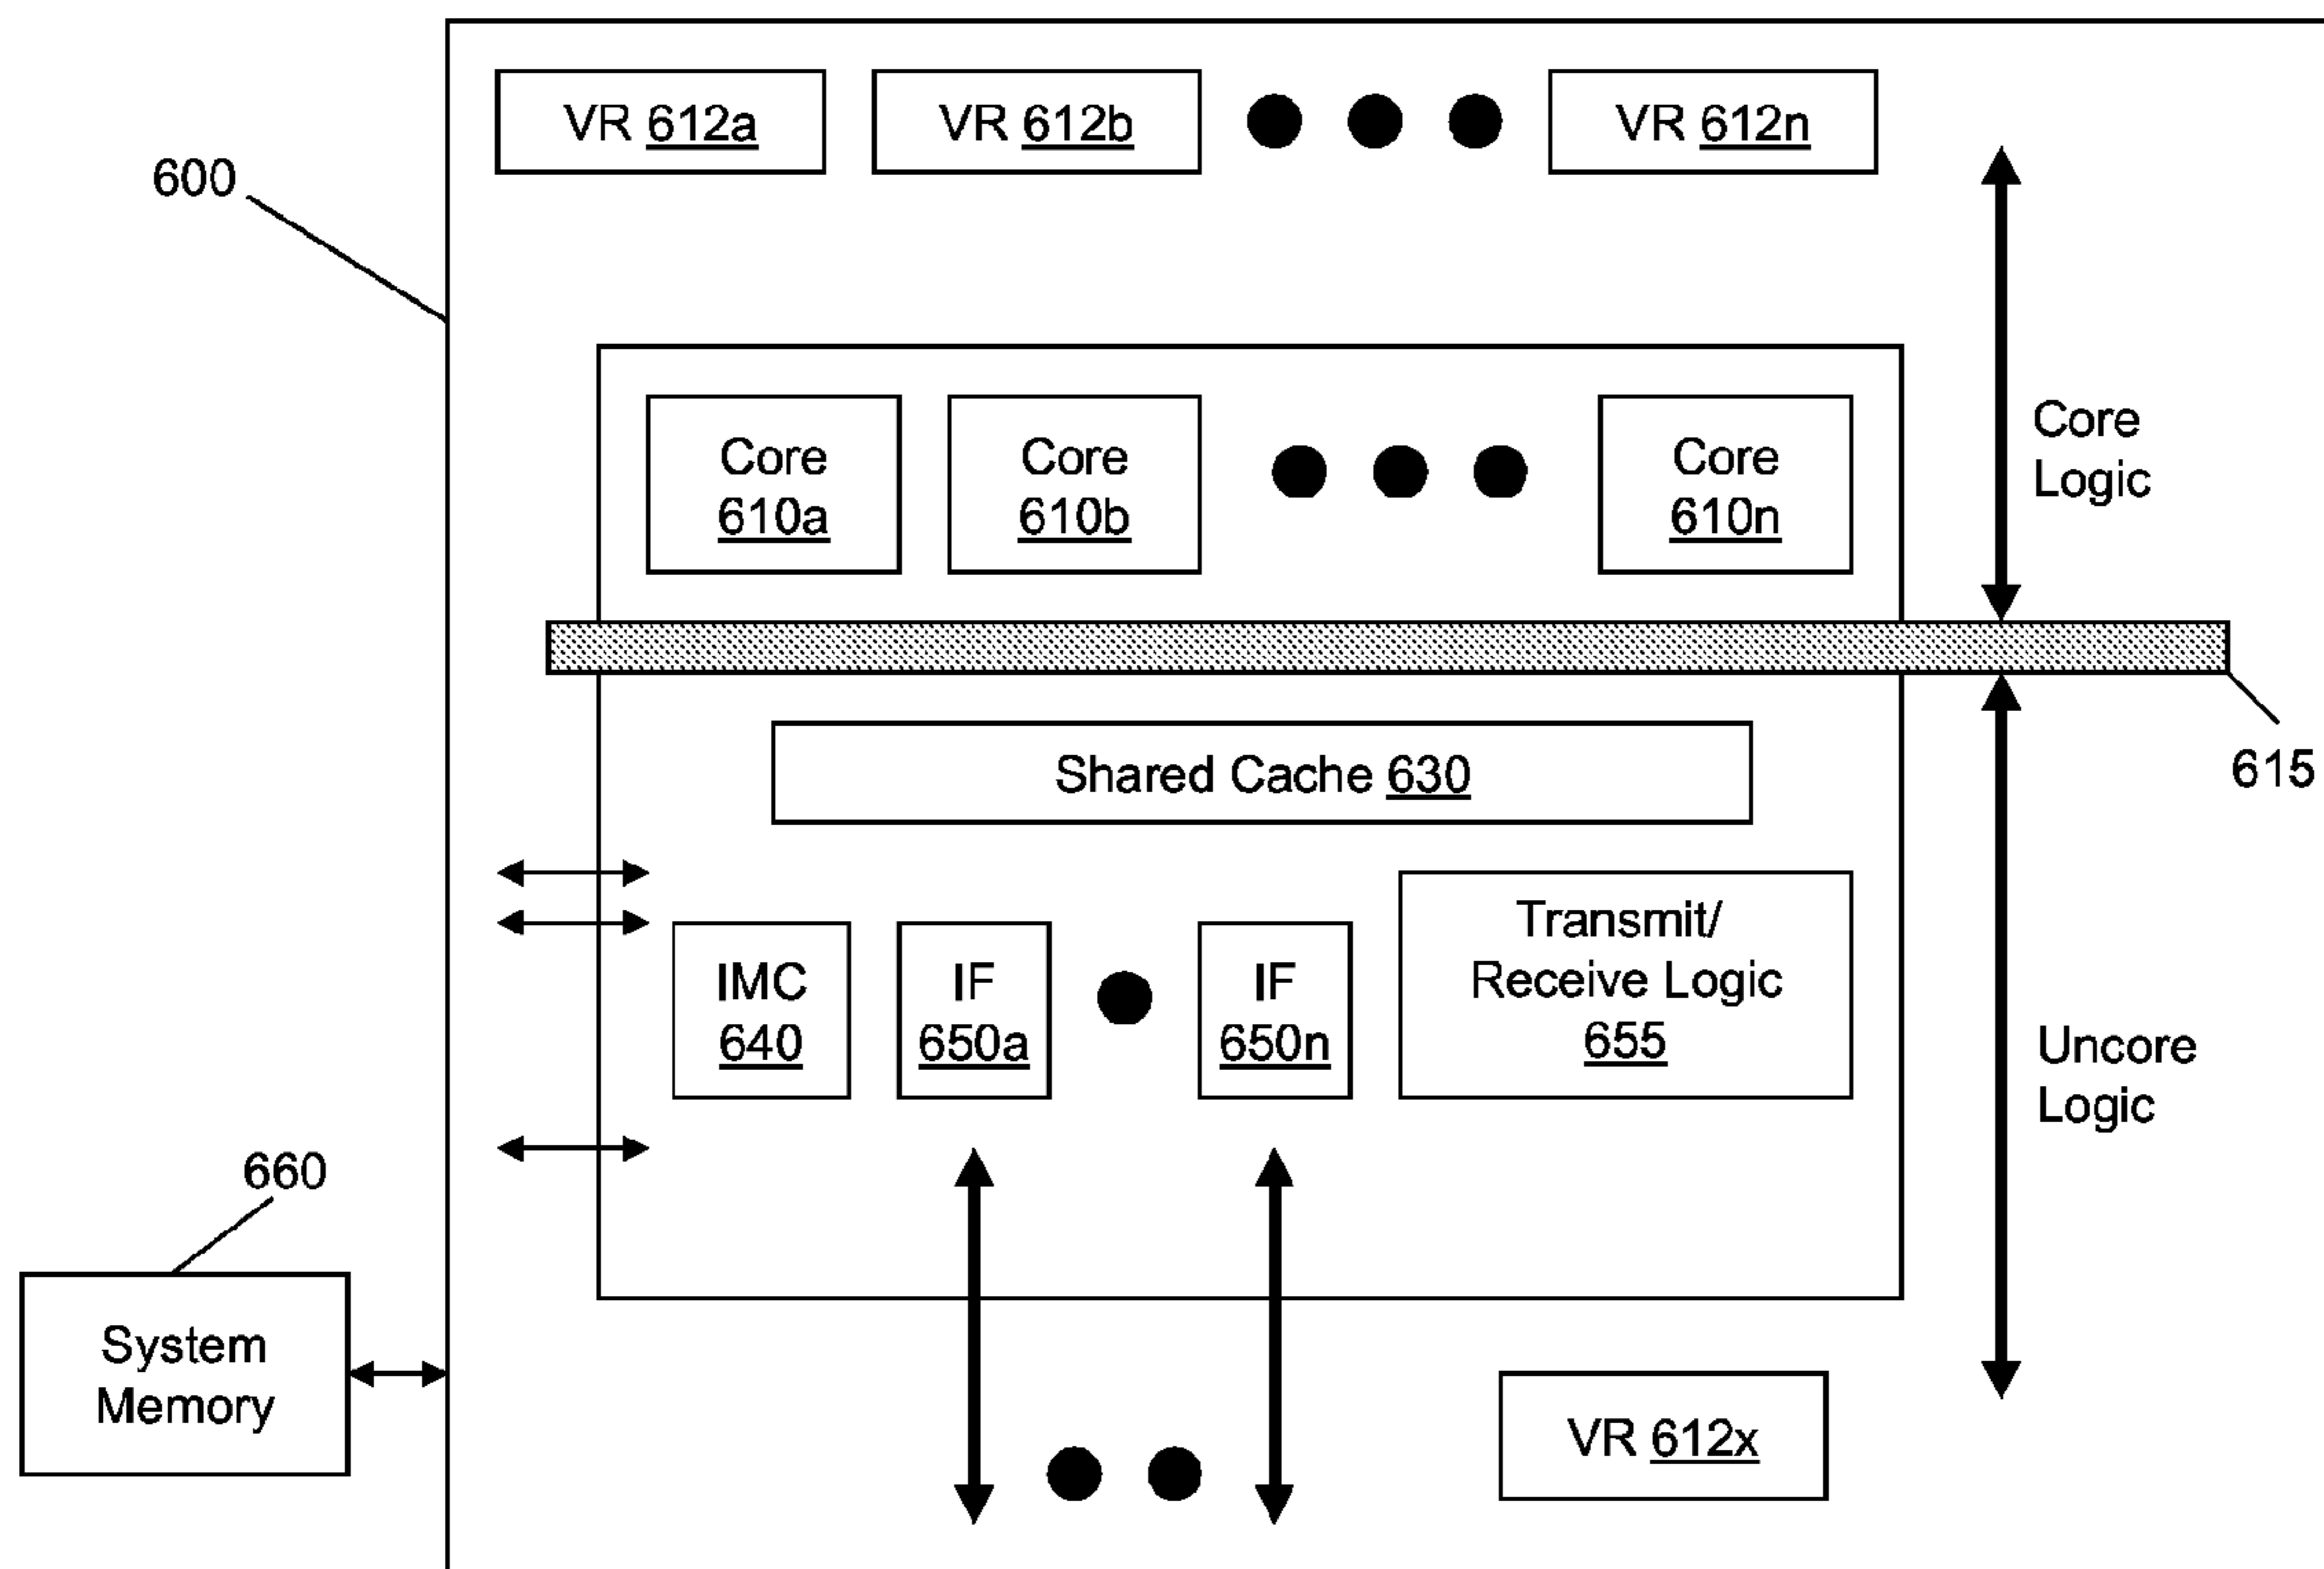 VR 612a
VR 612b
VR 612n
600
Core
610a
Core
610b
Core
610n
Core
Logic
615
Shared Cache 630
IMC
640
IF
650a
IF
650n
Transmit/
Receive Logic
655
Uncore
Logic
660
System
Memory
VR 612x